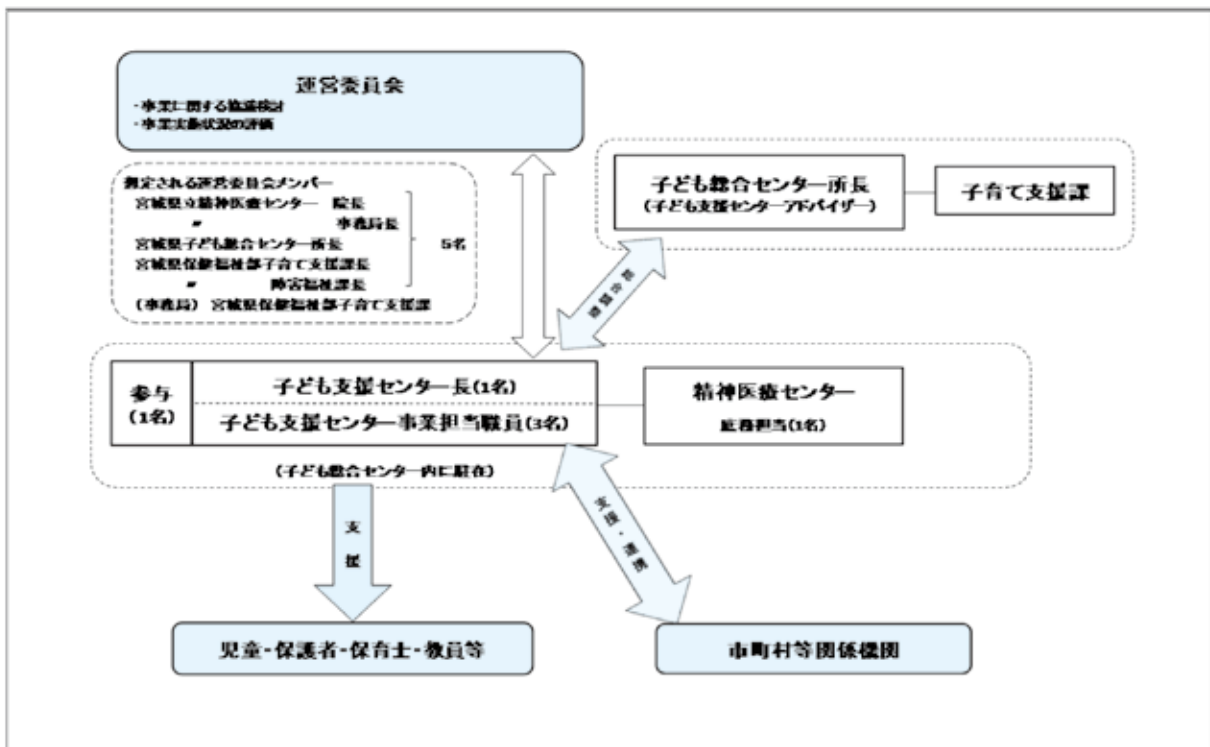 運営委員会
・事業に関する協議検討
・事業実施状況の評価
想定される運営委員会メンバー
宮城県立精神医療センター 院長
〃 事務局長
宮城県子ども総合センター所長
宮城県保健福祉部子育て支援課長
〃 障害福祉課長
5名
(事務局) 宮城県保健福祉部子育て支援課
子ども総合センター所長
(子ども支援センターアドバイザー)
子育て支援課
参与
(1名)
子ども支援センター長(1名)
子ども支援センター事業担当職員(3名)
精神医療センター
庶務担当(1名)
(子ども総合センター内に駐在)
支援
支援・連携
児童・保護者・保育士・教員等
市町村等関係機関